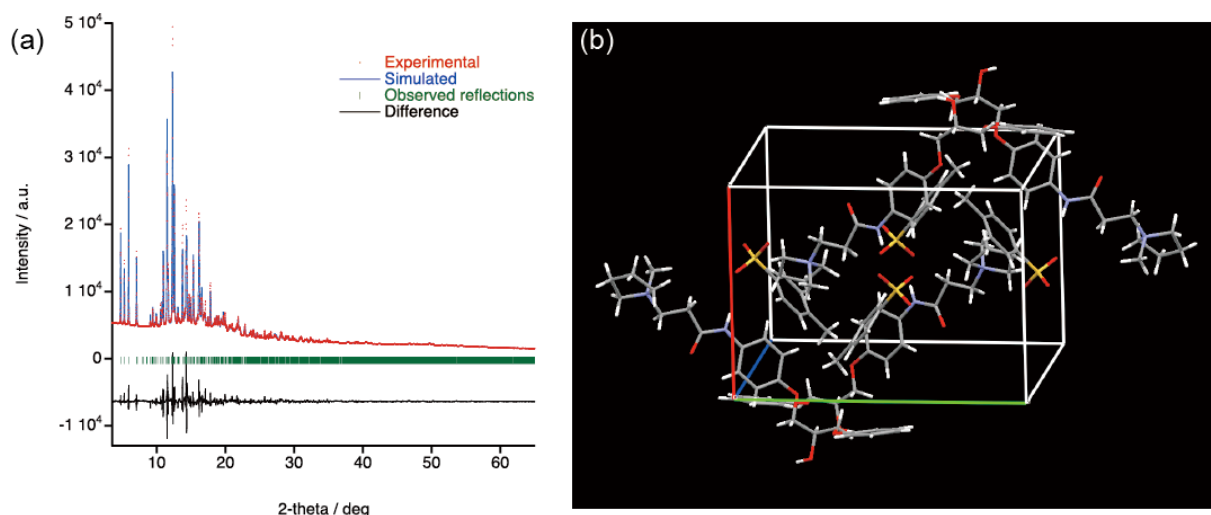 (a)
5 10⁴
4 10⁴
3 10⁴
2 10⁴
1 10⁴
0
-1 10⁴
Intensity / a.u.
Experimental
Simulated
Observed reflections
Difference
10 20 30 40 50 60
2-theta / deg
(b)